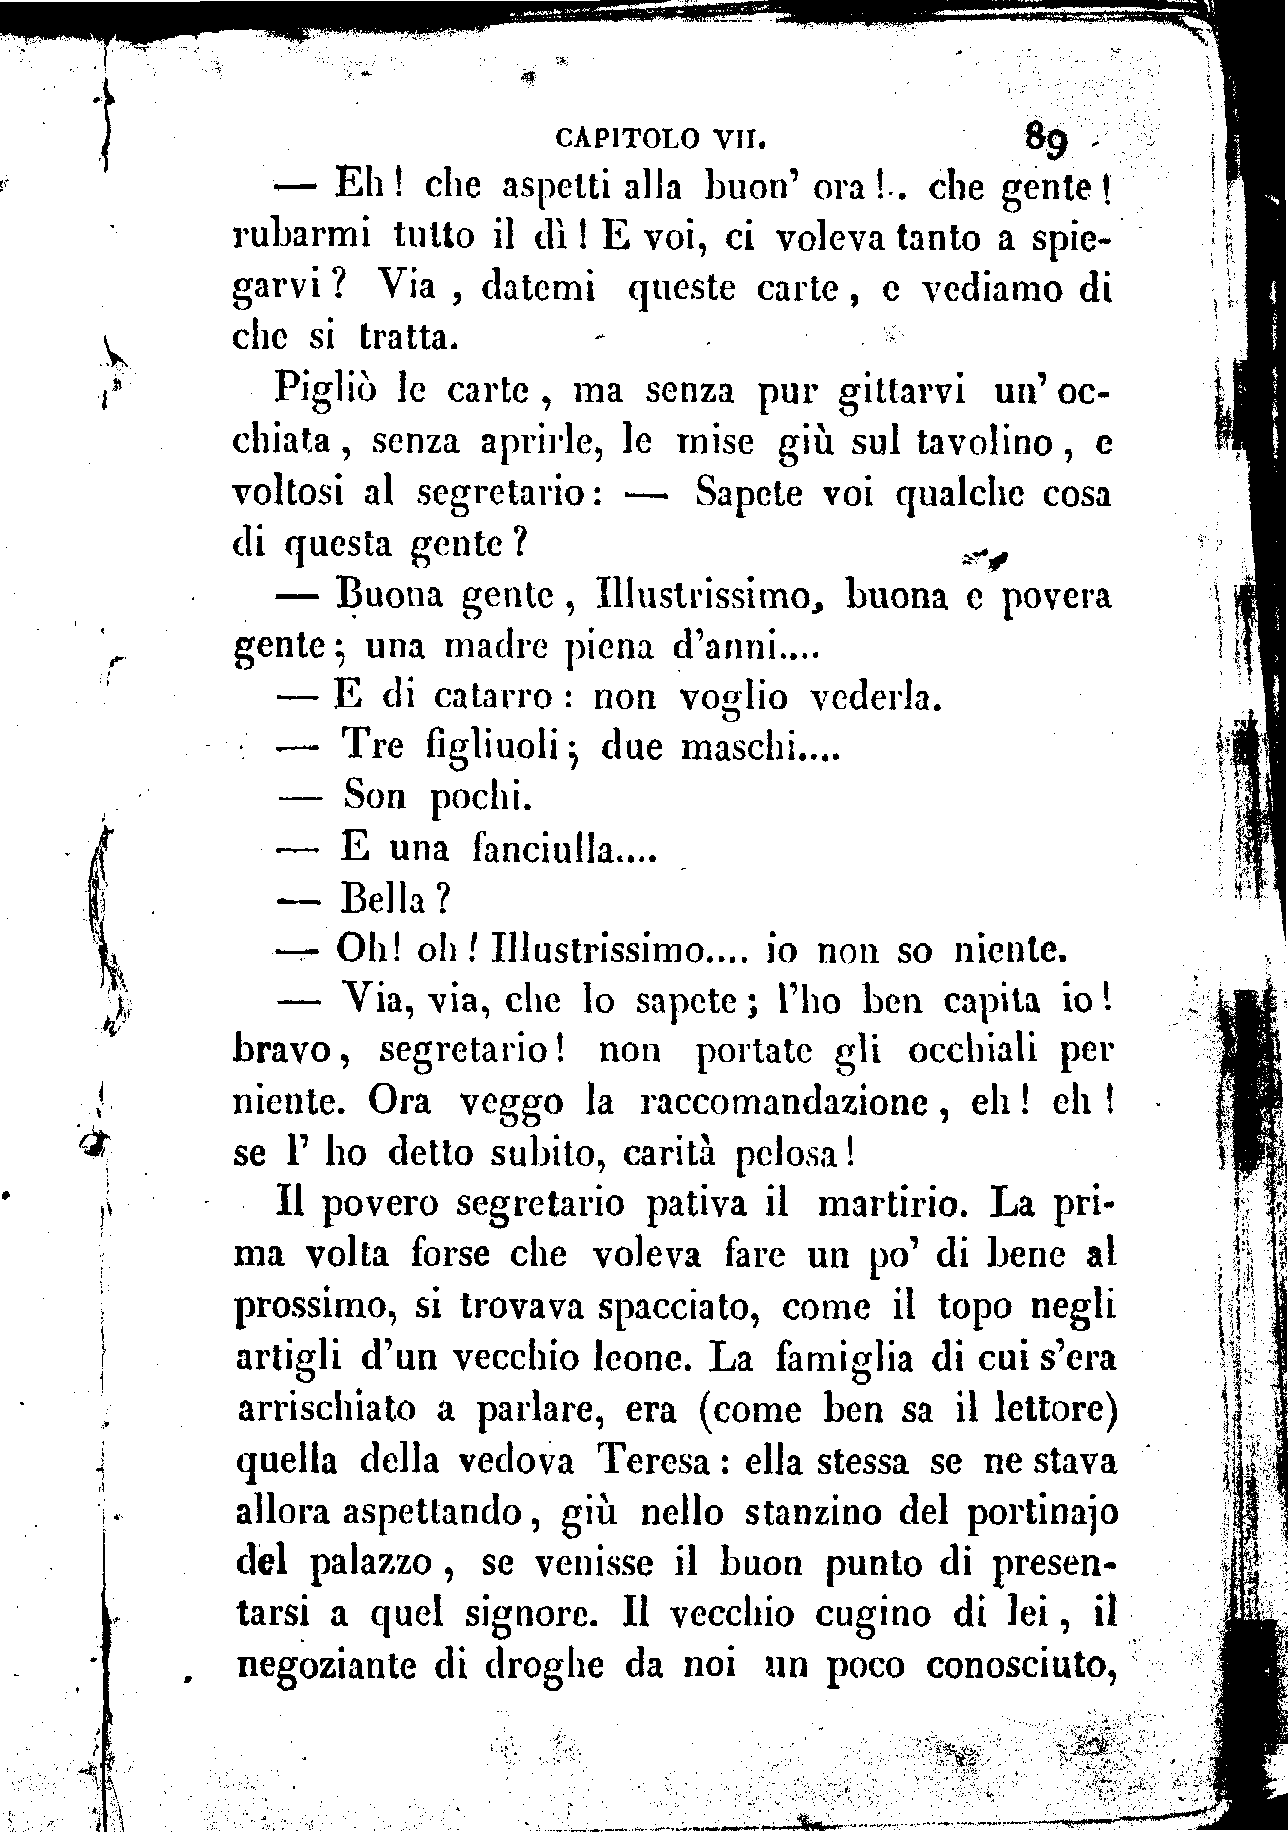 CAPITOLO VII. 89
— Eh! che aspetti alla buon' ora!.. che gente!
rubarmi tutto il dì! E voi, ci voleva tanto a spie-
garvi? Via, datemi queste carte, e vediamo di
che si tratta.
Pigliò le carte, ma senza pur gittarvi un' oc-
chiata, senza aprirle, le mise giù sul tavolino, e
voltosi al segretario: — Sapete voi qualche cosa
di questa gente?
— Buona gente, Illustrissimo, buona e povera
gente; una madre piena d'anni....
— E di catarro: non voglio vederla.
— Tre figliuoli; due maschi....
— Son pochi.
— E una fanciulla....
— Bella?
— Oh! oh! Illustrissimo.... io non so niente.
— Via, via, che lo sapete; l'ho ben capita io!
bravo, segretario! non portate gli occhiali per
niente. Ora veggo la raccomandazione, eh! eh!
se l' ho detto subito, carità pelosa!
Il povero segretario pativa il martirio. La pri-
ma volta forse che voleva fare un po' di bene al
prossimo, si trovava spacciato, come il topo negli
artigli d'un vecchio leone. La famiglia di cui s'era
arrischiato a parlare, era (come ben sa il lettore)
quella della vedova Teresa: ella stessa se ne stava
allora aspettando, giù nello stanzino del portinajo
del palazzo, se venisse il buon punto di presen-
tarsi a quel signore. Il vecchio cugino di lei, il
negoziante di droghe da noi un poco conosciuto,